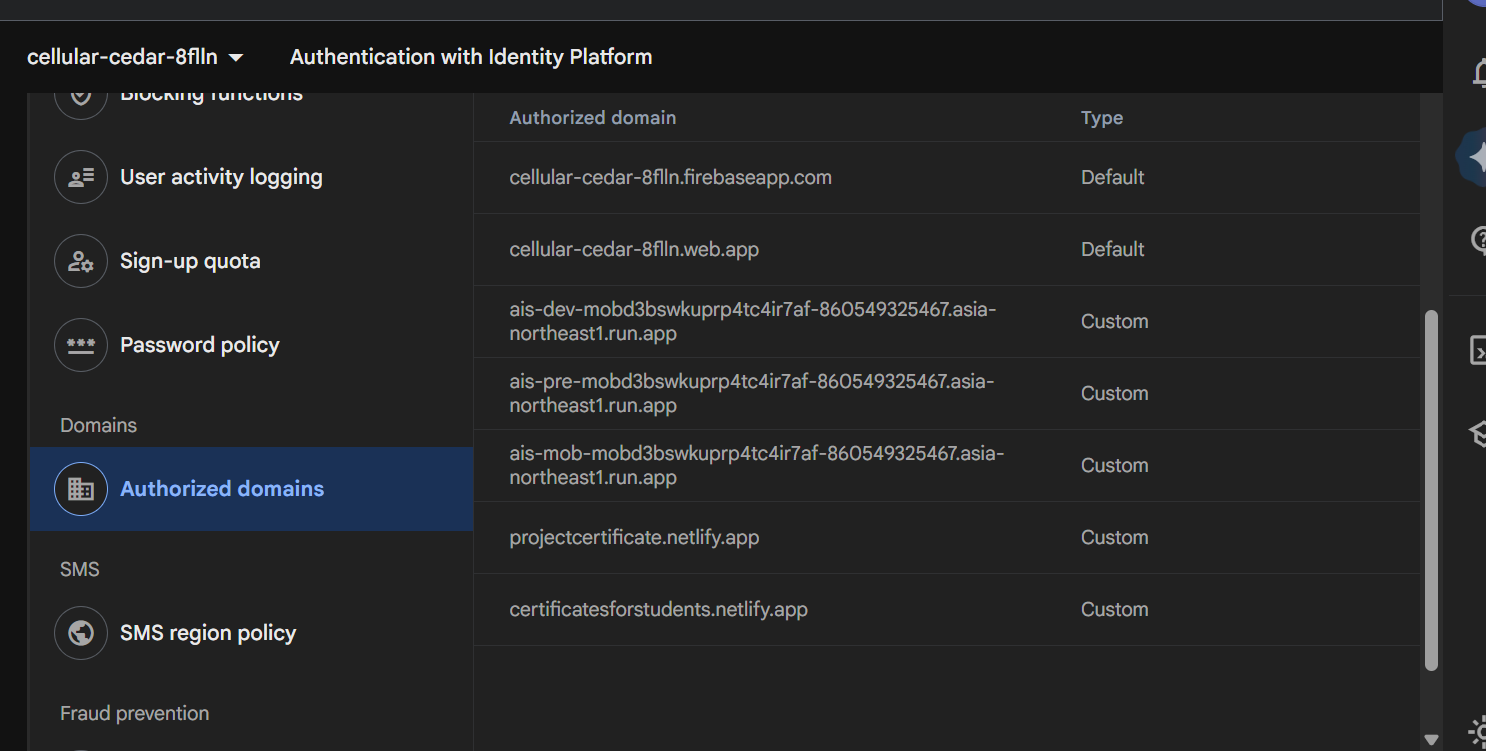 cellular-cedar-8flln
Authentication with Identity Platform
Blocking functions
User activity logging
Sign-up quota
Password policy
Domains
Authorized domains
SMS
SMS region policy
Fraud prevention
Authorized domain Type
cellular-cedar-8flln.firebaseapp.com Default
cellular-cedar-8flln.web.app Default
ais-dev-mobd3bswkuprp4tc4ir7af-860549325467.asia-
northeast1.run.app Custom
ais-pre-mobd3bswkuprp4tc4ir7af-860549325467.asia-
northeast1.run.app Custom
ais-mob-mobd3bswkuprp4tc4ir7af-860549325467.asia-
northeast1.run.app Custom
projectcertificate.netlify.app Custom
certificatesforstudents.netlify.app Custom